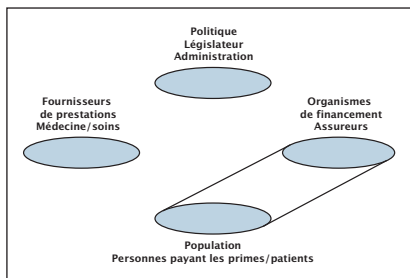 Politique
Législateur
Administration
Fournisseurs
de prestations
Médecine/soins
Organismes
de financement
Assureurs
Population
Personnes payant les primes/patients